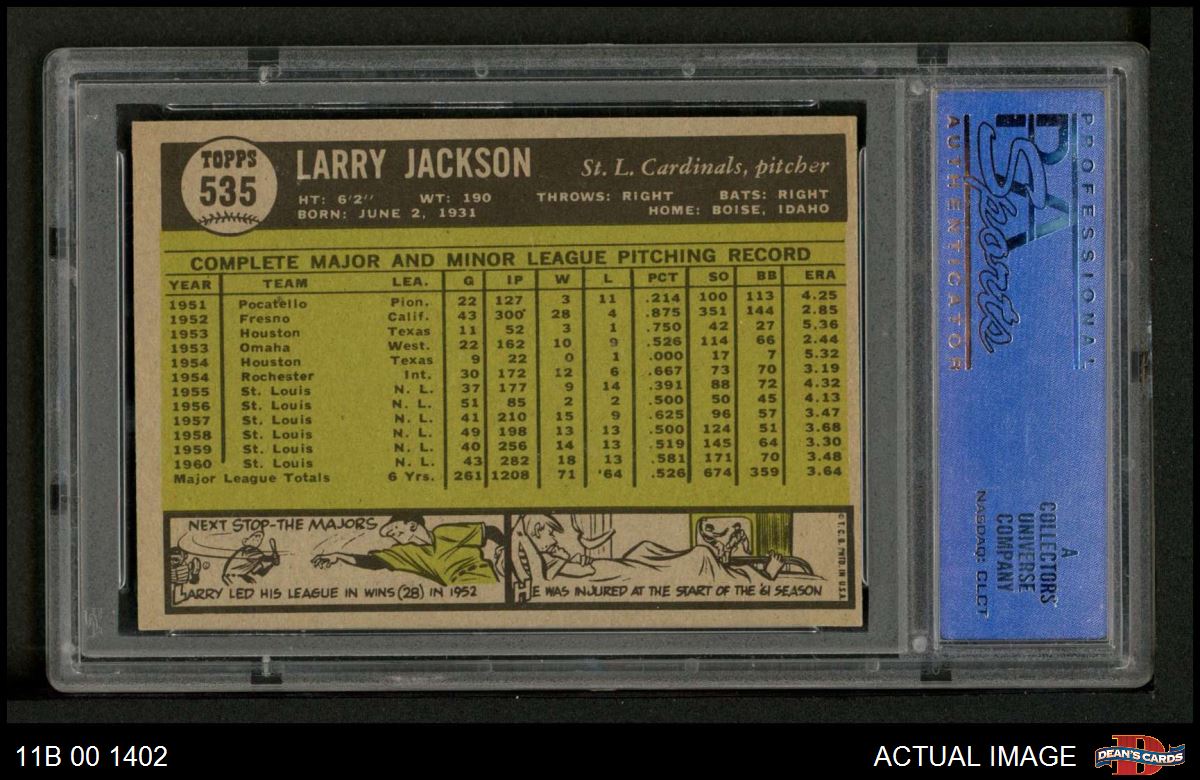 TOPPS
535
LARRY JACKSON
St. L. Cardinals, pitcher
HT: 6'2" WT: 190 THROWS: RIGHT BATS: RIGHT
BORN: JUNE 2, 1931 HOME: BOISE, IDAHO
COMPLETE MAJOR AND MINOR LEAGUE PITCHING RECORD
YEAR TEAM LEA. G IP W L PCT SO BB ERA
1951 Pocatello Pion. 22 127 3 11 .214 100 113 4.25
1952 Fresno Calif. 43 300 28 4 .875 351 144 2.85
1953 Houston Texas 11 52 3 1 .750 42 27 5.36
1953 Omaha West. 22 162 10 9 .526 114 66 2.44
1954 Houston Texas 9 22 0 1 .000 17 7 5.32
1954 Rochester Int. 30 172 12 6 .667 73 70 3.19
1955 St. Louis N. L. 37 177 9 14 .391 88 72 4.32
1956 St. Louis N. L. 51 85 2 2 .500 50 45 4.13
1957 St. Louis N. L. 41 210 15 9 .625 96 57 3.47
1958 St. Louis N. L. 49 198 13 13 .500 124 51 3.68
1959 St. Louis N. L. 40 256 14 13 .519 145 64 3.30
1960 St. Louis N. L. 43 282 18 13 .581 171 70 3.48
Major League Totals 6 Yrs. 261 1208 71 '64 .526 674 359 3.64
NEXT STOP-THE MAJORS
LARRY LED HIS LEAGUE IN WINS (28) IN 1952
HE WAS INJURED AT THE START OF THE '61 SEASON
© T.C.G. PRTD. IN U.S.A.
PROFESSIONAL
PSA
Sports
AUTHENTICATOR
A
COLLECTORS
UNIVERSE
COMPANY
NASDAQ: CLCT
11B 00 1402
ACTUAL IMAGE
D
DEAN'S CARDS